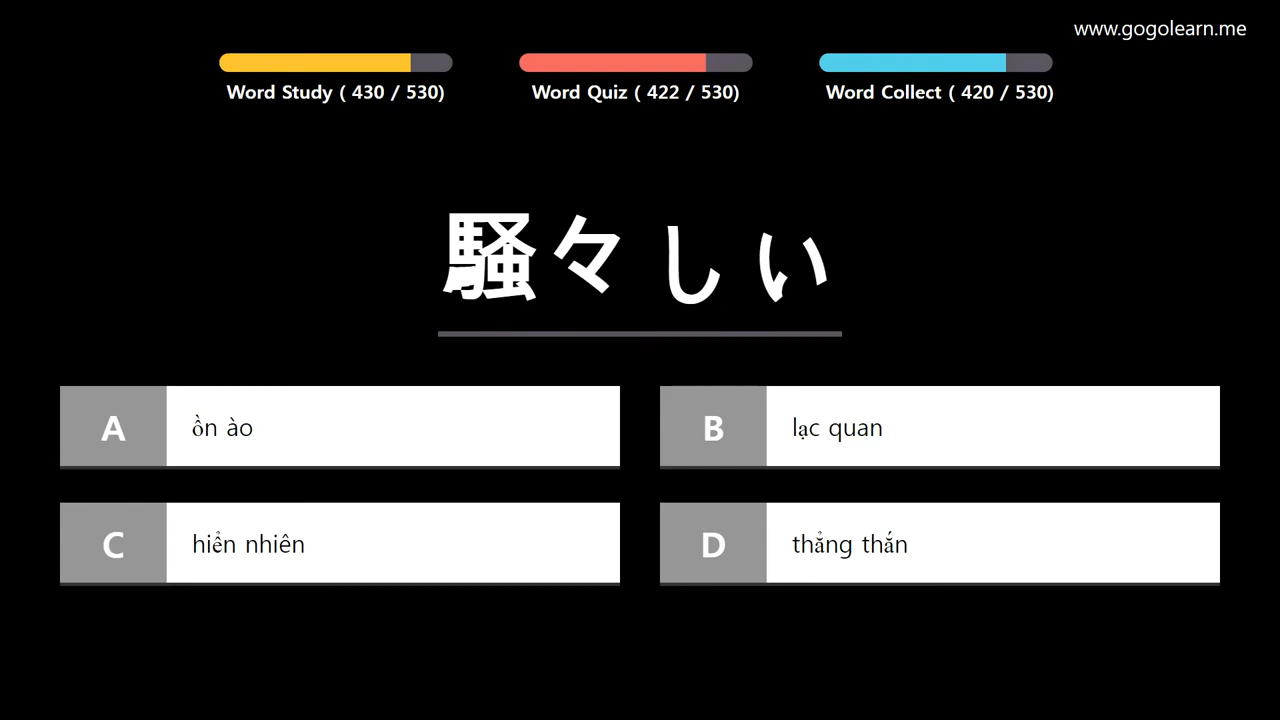 www.gogolearn.me
Word Study ( 430 / 530)
Word Quiz ( 422 / 530)
Word Collect ( 420 / 530)
騒々しい
A
ồn ào
B
lạc quan
C
hiển nhiên
D
thẳng thắn